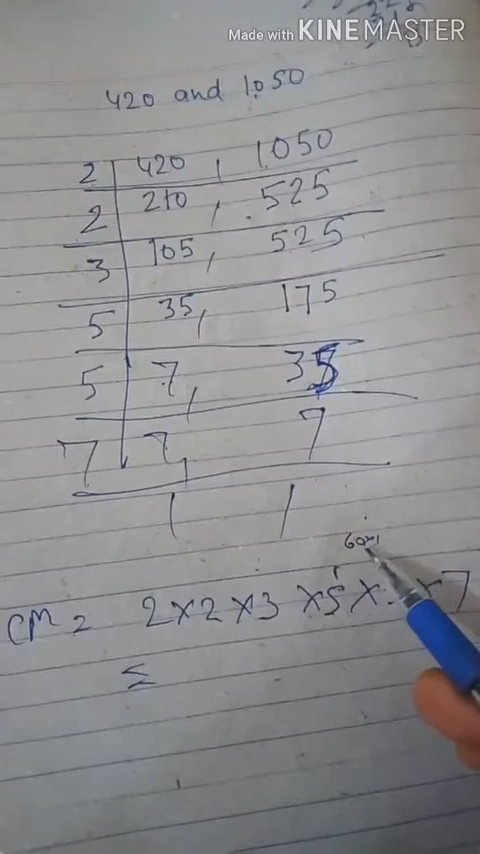 Made with KINEMASTER
420 and 1050
2 | 420 , 1050
2 | 210 , 525
3 | 105 , 525
5 | 35 , 175
5 | 7 , 35
7 | 7 , 7
1 1
CM = 2 × 2 × 3 × 5 × × 7
=